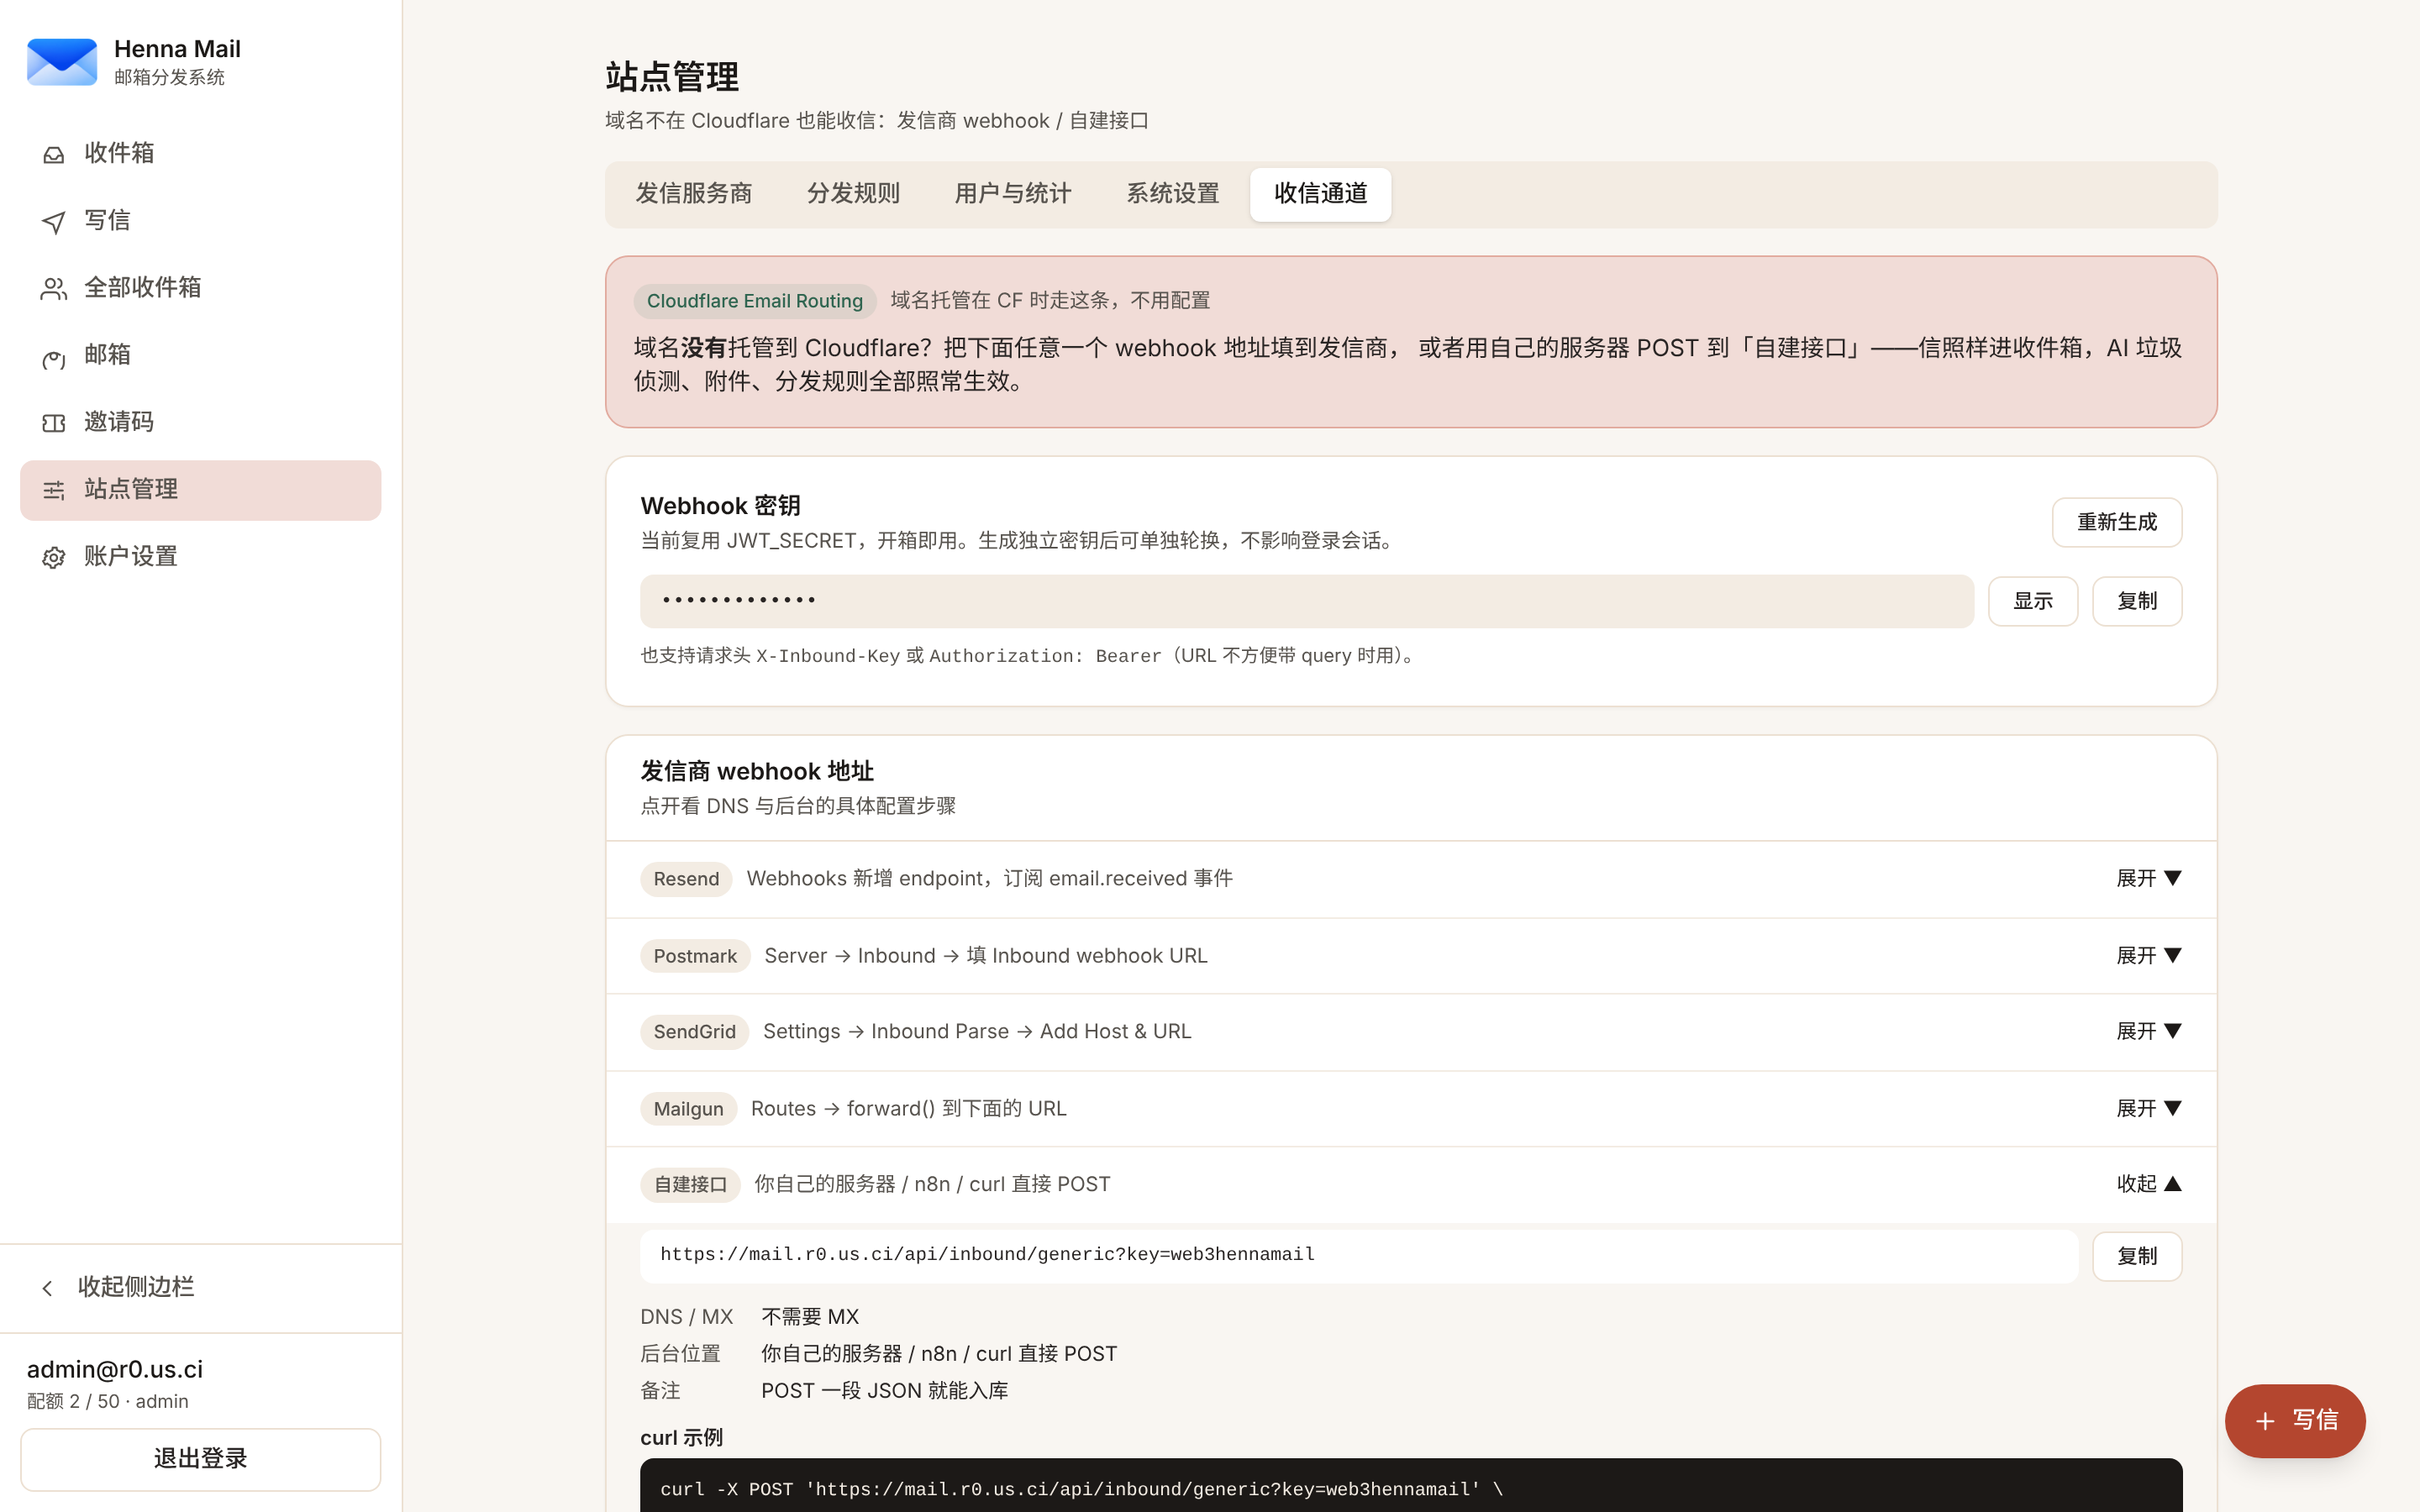 Henna Mail
邮箱分发系统
收件箱
写信
全部收件箱
邮箱
邀请码
站点管理
账户设置
收起侧边栏
admin@r0.us.ci
配额 2 / 50 · admin
退出登录
站点管理
域名不在 Cloudflare 也能收信：发信商 webhook / 自建接口
发信服务商 分发规则 用户与统计 系统设置 收信通道
Cloudflare Email Routing 域名托管在 CF 时走这条，不用配置
域名没有托管到 Cloudflare？把下面任意一个 webhook 地址填到发信商， 或者用自己的服务器 POST 到「自建接口」——信照样进收件箱，AI 垃圾
侦测、附件、分发规则全部照常生效。
Webhook 密钥
当前复用 JWT_SECRET，开箱即用。生成独立密钥后可单独轮换，不影响登录会话。
重新生成
••••••••••••• 显示 复制
也支持请求头 X-Inbound-Key 或 Authorization: Bearer（URL 不方便带 query 时用）。
发信商 webhook 地址
点开看 DNS 与后台的具体配置步骤
Resend Webhooks 新增 endpoint，订阅 email.received 事件 展开 ▼
Postmark Server → Inbound → 填 Inbound webhook URL 展开 ▼
SendGrid Settings → Inbound Parse → Add Host & URL 展开 ▼
Mailgun Routes → forward() 到下面的 URL 展开 ▼
自建接口 你自己的服务器 / n8n / curl 直接 POST 收起 ▲
https://mail.r0.us.ci/api/inbound/generic?key=web3hennamail 复制
DNS / MX 不需要 MX
后台位置 你自己的服务器 / n8n / curl 直接 POST
备注 POST 一段 JSON 就能入库
curl 示例
curl -X POST 'https://mail.r0.us.ci/api/inbound/generic?key=web3hennamail' \
+ 写信